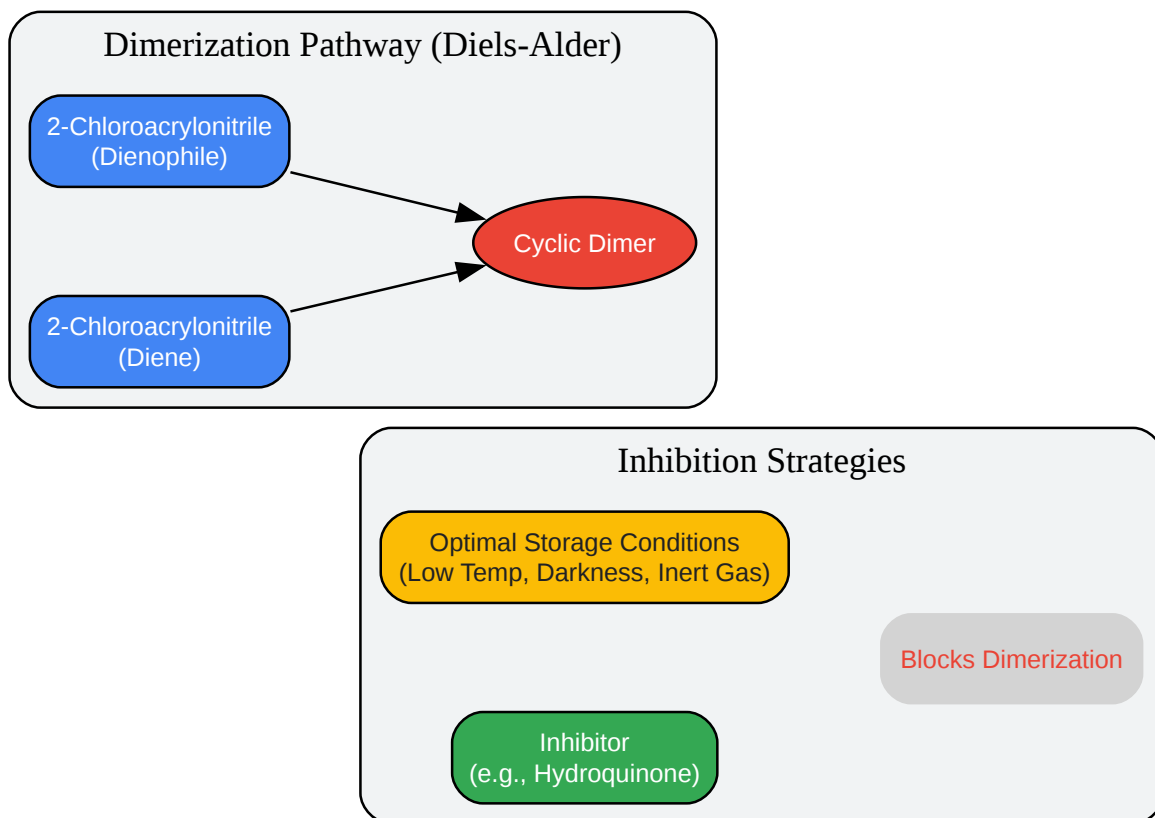 Dimerization Pathway (Diels-Alder)
2-Chloroacrylonitrile
(Dienophile)
Cyclic Dimer
2-Chloroacrylonitrile
(Diene)
Inhibition Strategies
Optimal Storage Conditions
(Low Temp, Darkness, Inert Gas)
Blocks Dimerization
Inhibitor
(e.g., Hydroquinone)